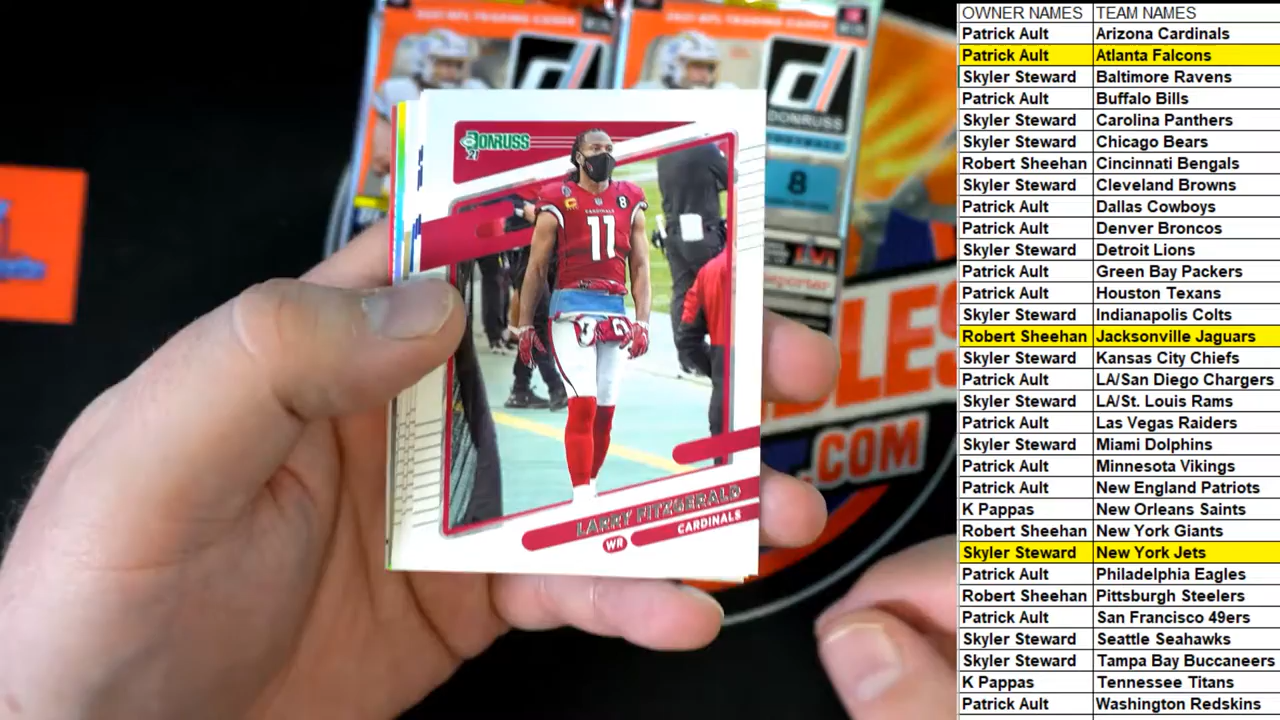 2021 NFL TRADING CARDS
DONRUSS
8
DONRUSS
21
CARDINALS
8
11
LARRY FITZGERALD
CARDINALS
WR
.COM
OWNER NAMES TEAM NAMES
Patrick Ault Arizona Cardinals
Patrick Ault Atlanta Falcons
Skyler Steward Baltimore Ravens
Patrick Ault Buffalo Bills
Skyler Steward Carolina Panthers
Skyler Steward Chicago Bears
Robert Sheehan Cincinnati Bengals
Skyler Steward Cleveland Browns
Patrick Ault Dallas Cowboys
Patrick Ault Denver Broncos
Skyler Steward Detroit Lions
Patrick Ault Green Bay Packers
Patrick Ault Houston Texans
Skyler Steward Indianapolis Colts
Robert Sheehan Jacksonville Jaguars
Skyler Steward Kansas City Chiefs
Patrick Ault LA/San Diego Chargers
Skyler Steward LA/St. Louis Rams
Patrick Ault Las Vegas Raiders
Skyler Steward Miami Dolphins
Patrick Ault Minnesota Vikings
Patrick Ault New England Patriots
K Pappas New Orleans Saints
Robert Sheehan New York Giants
Skyler Steward New York Jets
Patrick Ault Philadelphia Eagles
Robert Sheehan Pittsburgh Steelers
Patrick Ault San Francisco 49ers
Skyler Steward Seattle Seahawks
Skyler Steward Tampa Bay Buccaneers
K Pappas Tennessee Titans
Patrick Ault Washington Redskins